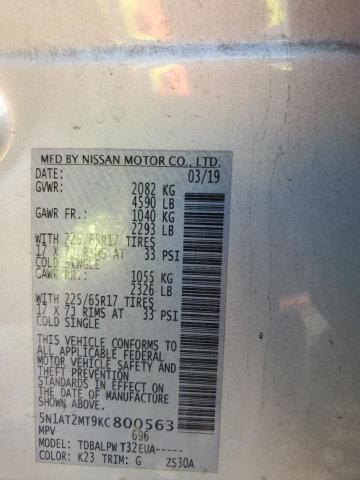 MFD BY NISSAN MOTOR CO., LTD.
DATE: 03/19
GVWR: 2082 KG
4590 LB
GAWR FR.: 1040 KG
2293 LB
WITH 225/65R17 TIRES
17 X 7J RIMS AT 33 PSI
COLD SINGLE
GAWR RR.: 1055 KG
2326 LB
WITH 225/65R17 TIRES
17 X 7J RIMS AT 33 PSI
COLD SINGLE
THIS VEHICLE CONFORMS TO
ALL APPLICABLE FEDERAL
MOTOR VEHICLE SAFETY AND
THEFT PREVENTION
STANDARDS IN EFFECT ON
THE DATE OF MANUFACTURE
SHOWN ABOVE.
5N1AT2MT9KC800563
MPV 696
MODEL: TDBALPW T32EUA-----
COLOR: K23 TRIM: G ZS30A